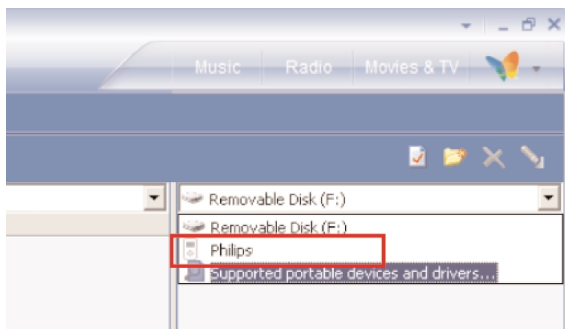 Music Radio Movies & TV
Removable Disk (F:)
Removable Disk (F:)
Philips
Supported portable devices and drivers...